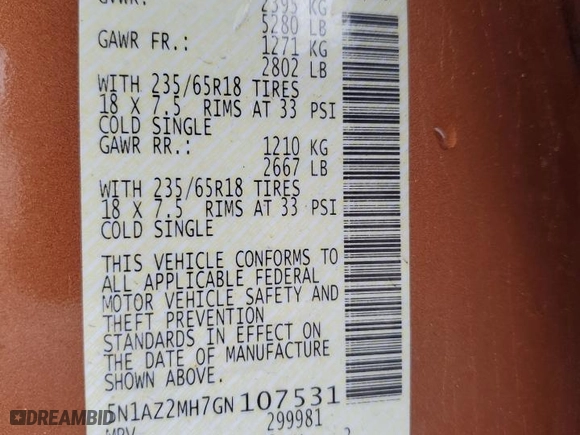 GVWR: 2395 KG
5280 LB
GAWR FR.: 1271 KG
2802 LB
WITH 235/65R18 TIRES
18 X 7.5 RIMS AT 33 PSI
COLD SINGLE
GAWR RR.: 1210 KG
2667 LB
WITH 235/65R18 TIRES
18 X 7.5 RIMS AT 33 PSI
COLD SINGLE
THIS VEHICLE CONFORMS TO
ALL APPLICABLE FEDERAL
MOTOR VEHICLE SAFETY AND
THEFT PREVENTION
STANDARDS IN EFFECT ON
THE DATE OF MANUFACTURE
SHOWN ABOVE.
5N1AZ2MH7GN107531
299981
MPV
DREAMBID